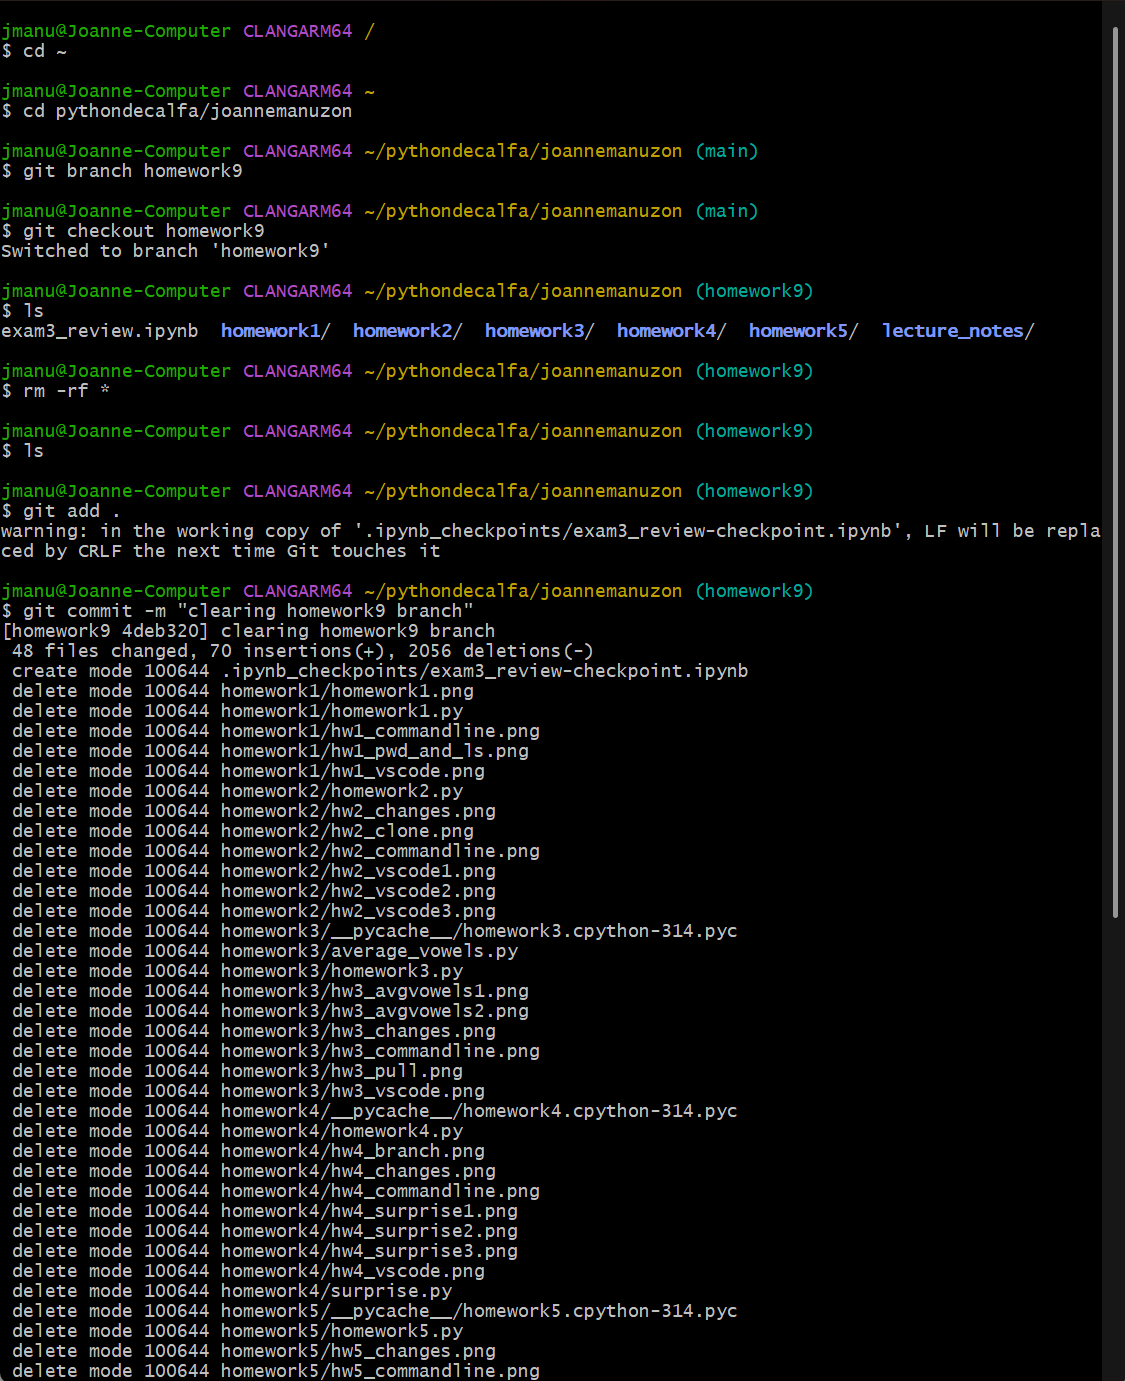 jmanu@Joanne-Computer CLANGARM64 /
$ cd ~
jmanu@Joanne-Computer CLANGARM64 ~
$ cd pythondecalfa/joannemanuzon
jmanu@Joanne-Computer CLANGARM64 ~/pythondecalfa/joannemanuzon (main)
$ git branch homework9
jmanu@Joanne-Computer CLANGARM64 ~/pythondecalfa/joannemanuzon (main)
$ git checkout homework9
Switched to branch 'homework9'
jmanu@Joanne-Computer CLANGARM64 ~/pythondecalfa/joannemanuzon (homework9)
$ ls
exam3_review.ipynb  homework1/  homework2/  homework3/  homework4/  homework5/  lecture_notes/
jmanu@Joanne-Computer CLANGARM64 ~/pythondecalfa/joannemanuzon (homework9)
$ rm -rf *
jmanu@Joanne-Computer CLANGARM64 ~/pythondecalfa/joannemanuzon (homework9)
$ ls
jmanu@Joanne-Computer CLANGARM64 ~/pythondecalfa/joannemanuzon (homework9)
$ git add .
warning: in the working copy of '.ipynb_checkpoints/exam3_review-checkpoint.ipynb', LF will be repla
ced by CRLF the next time Git touches it
jmanu@Joanne-Computer CLANGARM64 ~/pythondecalfa/joannemanuzon (homework9)
$ git commit -m "clearing homework9 branch"
[homework9 4deb320] clearing homework9 branch
 48 files changed, 70 insertions(+), 2056 deletions(-)
 create mode 100644 .ipynb_checkpoints/exam3_review-checkpoint.ipynb
 delete mode 100644 homework1/homework1.png
 delete mode 100644 homework1/homework1.py
 delete mode 100644 homework1/hw1_commandline.png
 delete mode 100644 homework1/hw1_pwd_and_ls.png
 delete mode 100644 homework1/hw1_vscode.png
 delete mode 100644 homework2/homework2.py
 delete mode 100644 homework2/hw2_changes.png
 delete mode 100644 homework2/hw2_clone.png
 delete mode 100644 homework2/hw2_commandline.png
 delete mode 100644 homework2/hw2_vscode1.png
 delete mode 100644 homework2/hw2_vscode2.png
 delete mode 100644 homework2/hw2_vscode3.png
 delete mode 100644 homework3/__pycache__/homework3.cpython-314.pyc
 delete mode 100644 homework3/average_vowels.py
 delete mode 100644 homework3/homework3.py
 delete mode 100644 homework3/hw3_avgvowels1.png
 delete mode 100644 homework3/hw3_avgvowels2.png
 delete mode 100644 homework3/hw3_changes.png
 delete mode 100644 homework3/hw3_commandline.png
 delete mode 100644 homework3/hw3_pull.png
 delete mode 100644 homework3/hw3_vscode.png
 delete mode 100644 homework4/__pycache__/homework4.cpython-314.pyc
 delete mode 100644 homework4/homework4.py
 delete mode 100644 homework4/hw4_branch.png
 delete mode 100644 homework4/hw4_changes.png
 delete mode 100644 homework4/hw4_commandline.png
 delete mode 100644 homework4/hw4_surprise1.png
 delete mode 100644 homework4/hw4_surprise2.png
 delete mode 100644 homework4/hw4_surprise3.png
 delete mode 100644 homework4/hw4_vscode.png
 delete mode 100644 homework4/surprise.py
 delete mode 100644 homework5/__pycache__/homework5.cpython-314.pyc
 delete mode 100644 homework5/homework5.py
 delete mode 100644 homework5/hw5_changes.png
 delete mode 100644 homework5/hw5_commandline.png